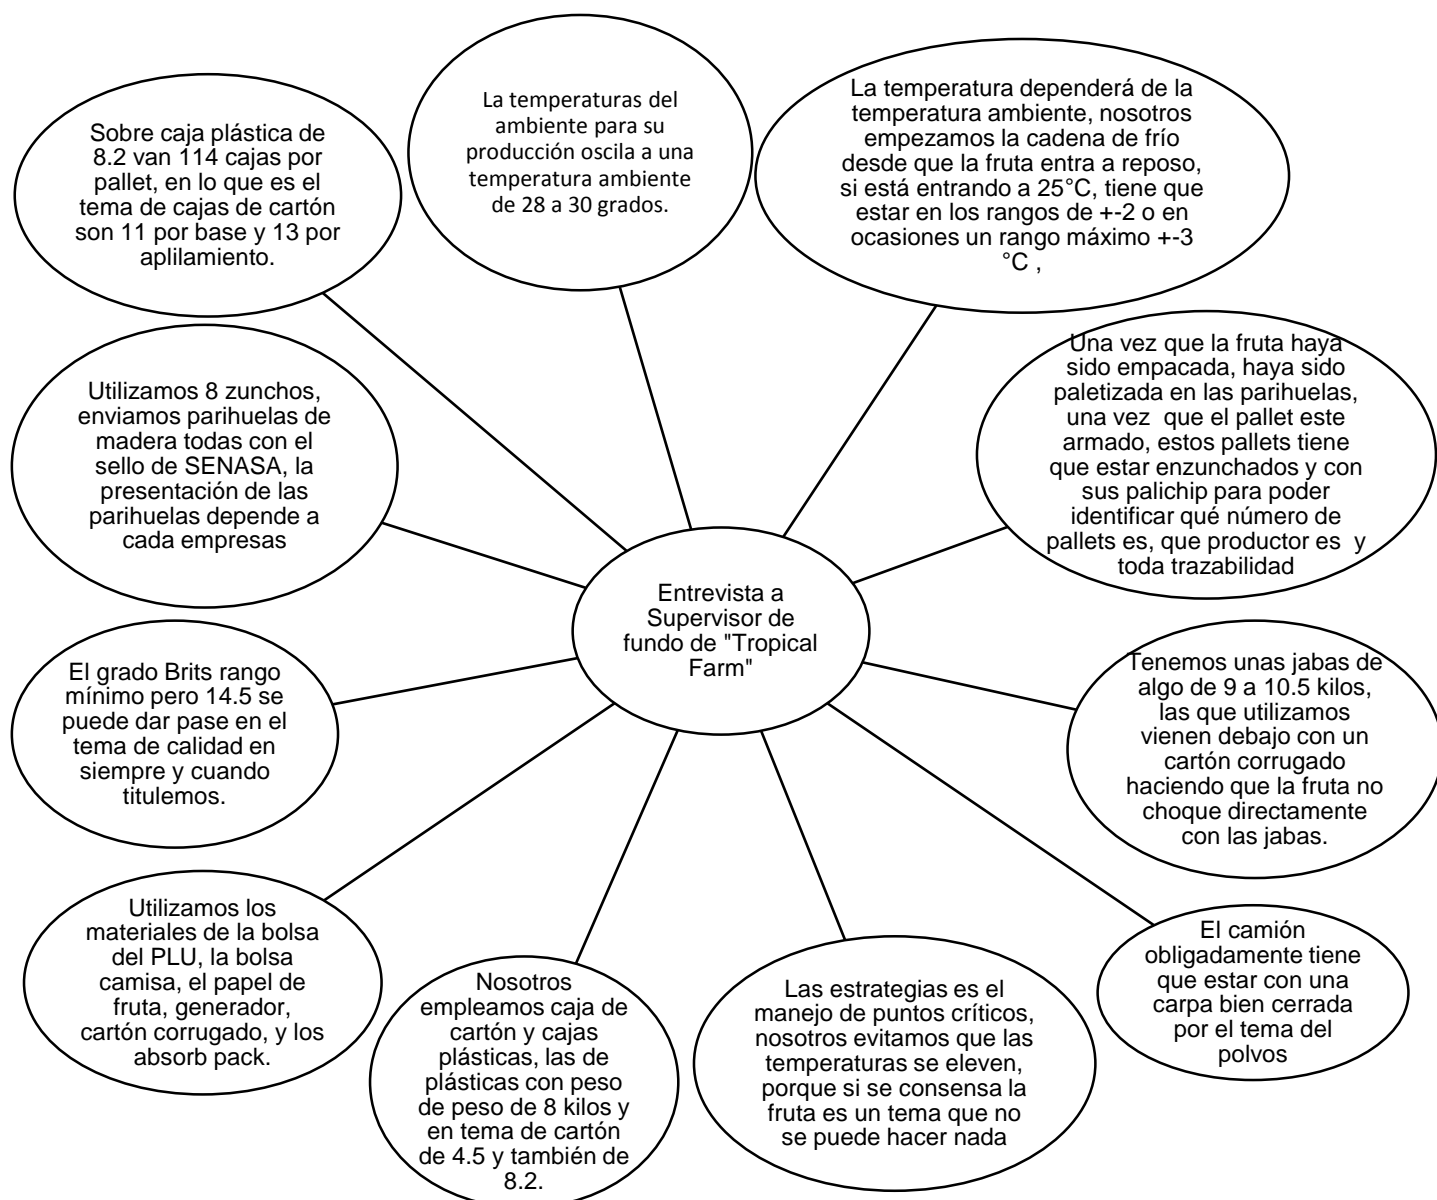 La temperaturas del
ambiente para su
producción oscila a una
temperatura ambiente
de 28 a 30 grados.
La temperatura dependerá de la
temperatura ambiente, nosotros
empezamos la cadena de frío
desde que la fruta entra a reposo,
si está entrando a 25°C, tiene que
estar en los rangos de +-2 o en
ocasiones un rango máximo +-3
°C ,
Sobre caja plástica de
8.2 van 114 cajas por
pallet, en lo que es el
tema de cajas de cartón
son 11 por base y 13 por
aplilamiento.
Una vez que la fruta haya
sido empacada, haya sido
paletizada en las parihuelas,
una vez que el pallet este
armado, estos pallets tiene
que estar enzunchados y con
sus palichip para poder
identificar qué número de
pallets es, que productor es y
toda trazabilidad
Utilizamos 8 zunchos,
enviamos parihuelas de
madera todas con el
sello de SENASA, la
presentación de las
parihuelas depende a
cada empresas
Entrevista a
Supervisor de
fundo de "Tropical
Farm"
El grado Brits rango
mínimo pero 14.5 se
puede dar pase en el
tema de calidad en
siempre y cuando
titulemos.
Tenemos unas jabas de
algo de 9 a 10.5 kilos,
las que utilizamos
vienen debajo con un
cartón corrugado
haciendo que la fruta no
choque directamente
con las jabas.
Utilizamos los
materiales de la bolsa
del PLU, la bolsa
camisa, el papel de
fruta, generador,
cartón corrugado, y los
absorb pack.
Nosotros
empleamos caja de
cartón y cajas
plásticas, las de
plásticas con peso
de peso de 8 kilos y
en tema de cartón
de 4.5 y también de
8.2.
Las estrategias es el
manejo de puntos críticos,
nosotros evitamos que las
temperaturas se eleven,
porque si se consensa la
fruta es un tema que no
se puede hacer nada
El camión
obligadamente tiene
que estar con una
carpa bien cerrada
por el tema del
polvos